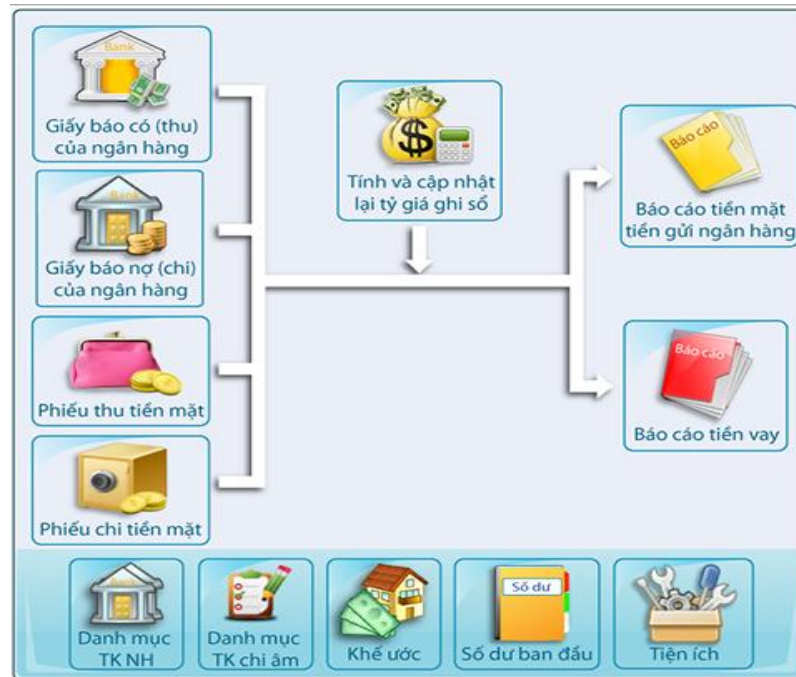 Bank
Giấy báo có (thu)
của ngân hàng
Bank
Giấy báo nợ (chi)
của ngân hàng
Phiếu thu tiền mặt
Phiếu chi tiền mặt
Tính và cập nhật
lại tỷ giá ghi sổ
Báo cáo
Báo cáo tiền mặt
tiền gửi ngân hàng
Báo cáo
Báo cáo tiền vay
Bank
Danh mục
TK NH
Danh mục
TK chi âm
Khế ước
Số dư
Số dư ban đầu
Tiện ích